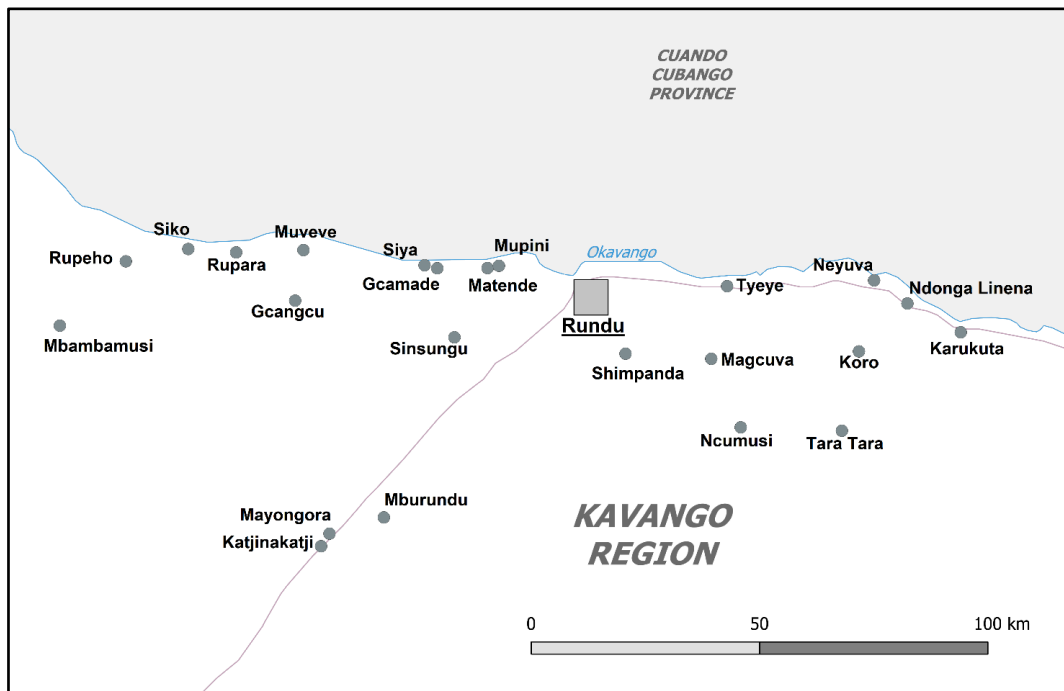 CUANDO
CUBANGO
PROVINCE
Siko
Muveve
Mupini
Siya
Okavango
Rupeho
Rupara
Neyuva
Gcamade
Matende
Tyeye
Ndonga Linena
Gcangcu
Rundu
Mbambamusi
Sinsungu
Karukuta
Shimpanda
Magcuva
Koro
Ncumusi
Tara Tara
Mburundu
Mayongora
Katjinakatji
KAVANGO
REGION
0 50 100 km